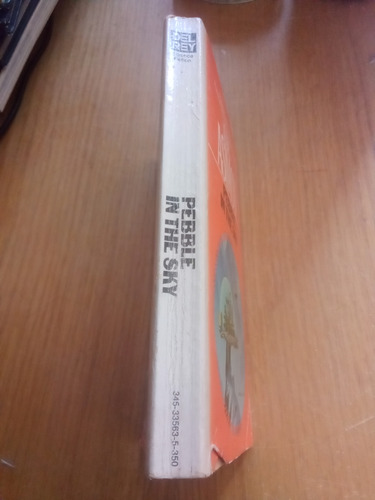 DEL
REY
PEBBLE
IN THE SKY
345-33563-5-350